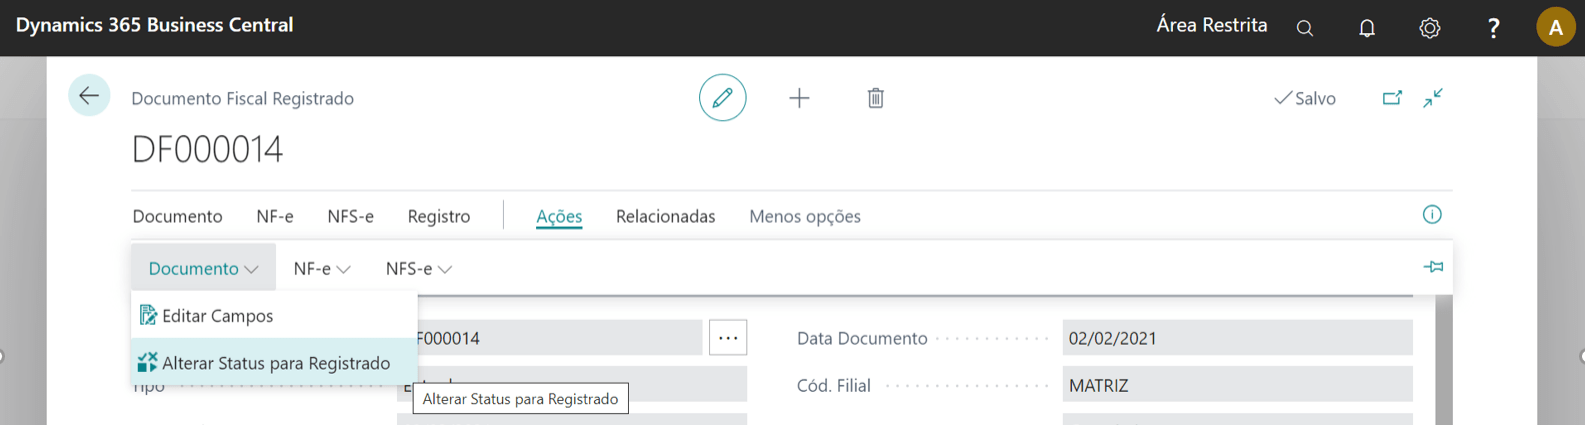 Dynamics 365 Business Central
Área Restrita
?
A
Documento Fiscal Registrado
Salvo
DF000014
Documento NF-e NFS-e Registro Ações Relacionadas Menos opções
Documento NF-e NFS-e
Editar Campos
F000014 ...
Data Documento 02/02/2021
Alterar Status para Registrado
Tipo
Cód. Filial MATRIZ
Alterar Status para Registrado